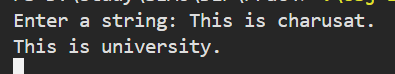 Enter a string: This is charusat.
This is university.